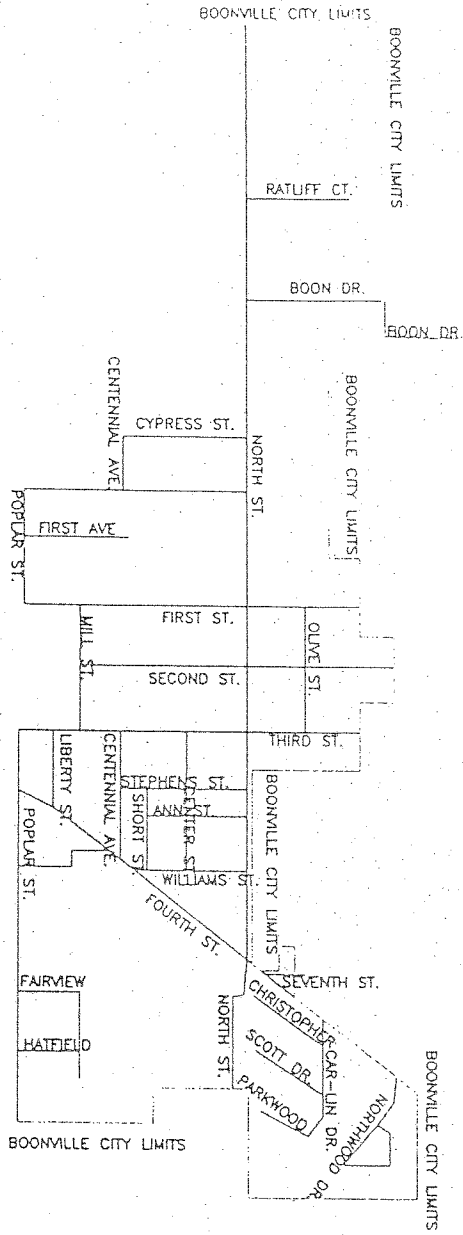 BOONVILLE CITY LIMITS
BOONVILLE CITY LIMITS
RATLIFF CT.
BOON DR.
BOON DR.
CENTENNIAL AVE.
BOONVILLE CITY LIMITS
CYPRESS ST.
NORTH ST.
POPLAR ST.
FIRST AVE
FIRST ST.
MILL ST.
OLIVE ST.
SECOND ST.
THIRD ST.
LIBERTY ST.
CENTENNIAL AVE.
STEPHENS ST.
CENTER ST.
BOONVILLE CITY LIMITS
SHORT ST.
ANN ST.
POPLAR ST.
WILLIAMS ST.
FOURTH ST.
SEVENTH ST.
FAIRVIEW
CHRISTOPHER
NORTH ST.
HATFIELD
SCOTT DR.
CAR-LIN DR.
PARKWOOD
NORTHWOOD DR.
BOONVILLE CITY LIMITS
BOONVILLE CITY LIMITS